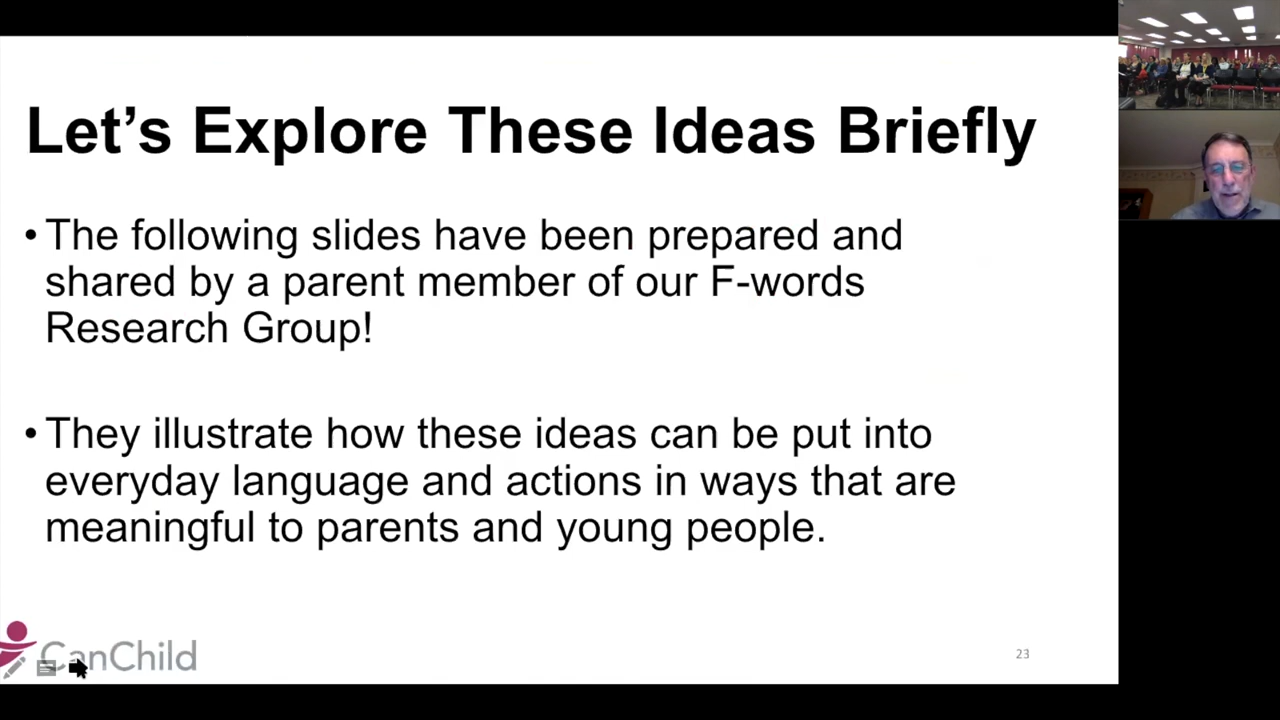 Let’s Explore These Ideas Briefly
• The following slides have been prepared and
shared by a parent member of our F-words
Research Group!
• They illustrate how these ideas can be put into
everyday language and actions in ways that are
meaningful to parents and young people.
CanChild
23